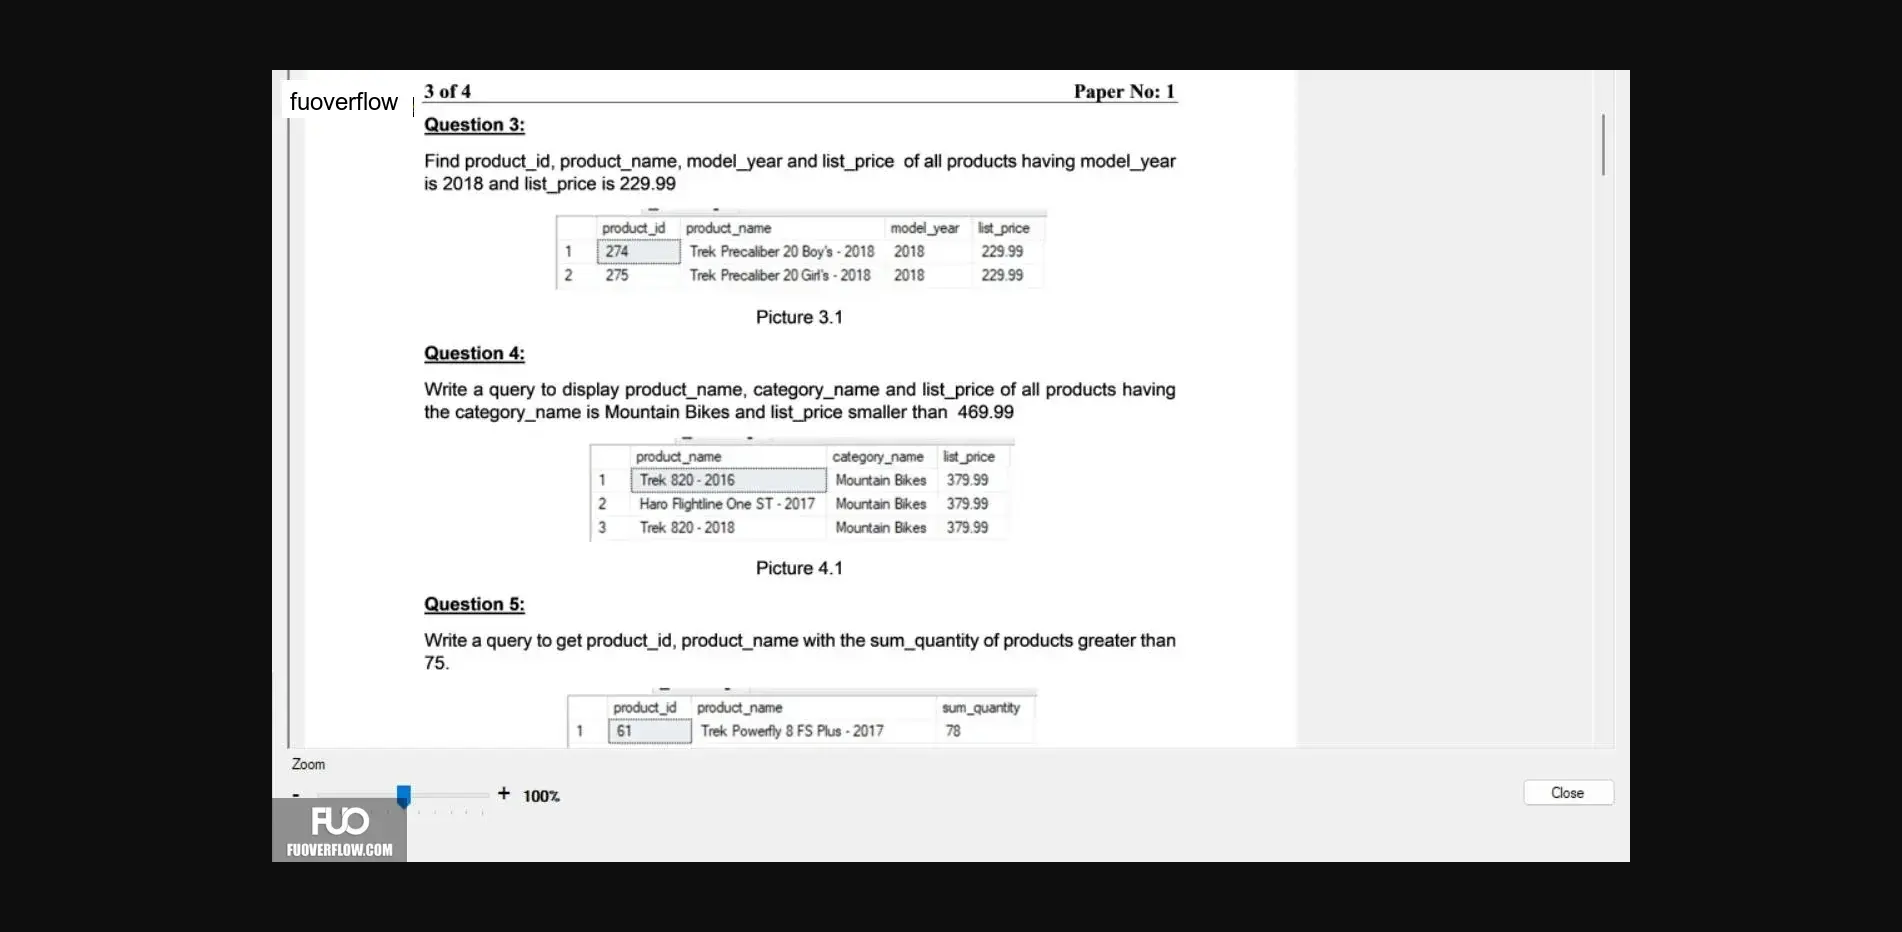 fuoverflow
3 of 4 Paper No: 1
Question 3:
Find product_id, product_name, model_year and list_price of all products having model_year
is 2018 and list_price is 229.99
product_id product_name model_year list_price
1 274 Trek Precaliber 20 Boy's - 2018 2018 229.99
2 275 Trek Precaliber 20 Girl's - 2018 2018 229.99
Picture 3.1
Question 4:
Write a query to display product_name, category_name and list_price of all products having
the category_name is Mountain Bikes and list_price smaller than 469.99
product_name category_name list_price
1 Trek 820 - 2016 Mountain Bikes 379.99
2 Haro Flightline One ST - 2017 Mountain Bikes 379.99
3 Trek 820 - 2018 Mountain Bikes 379.99
Picture 4.1
Question 5:
Write a query to get product_id, product_name with the sum_quantity of products greater than
75.
product_id product_name sum_quantity
1 61 Trek Powerfly 8 FS Plus - 2017 78
Zoom
- + 100%
Close
FUO
FUOVERFLOW.COM